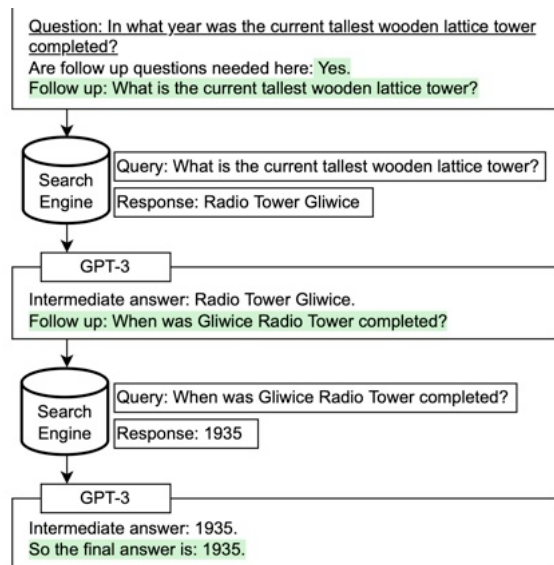 Question: In what year was the current tallest wooden lattice tower
completed?
Are follow up questions needed here: Yes.
Follow up: What is the current tallest wooden lattice tower?
Search
Engine
Query: What is the current tallest wooden lattice tower?
Response: Radio Tower Gliwice
GPT-3
Intermediate answer: Radio Tower Gliwice.
Follow up: When was Gliwice Radio Tower completed?
Search
Engine
Query: When was Gliwice Radio Tower completed?
Response: 1935
GPT-3
Intermediate answer: 1935.
So the final answer is: 1935.